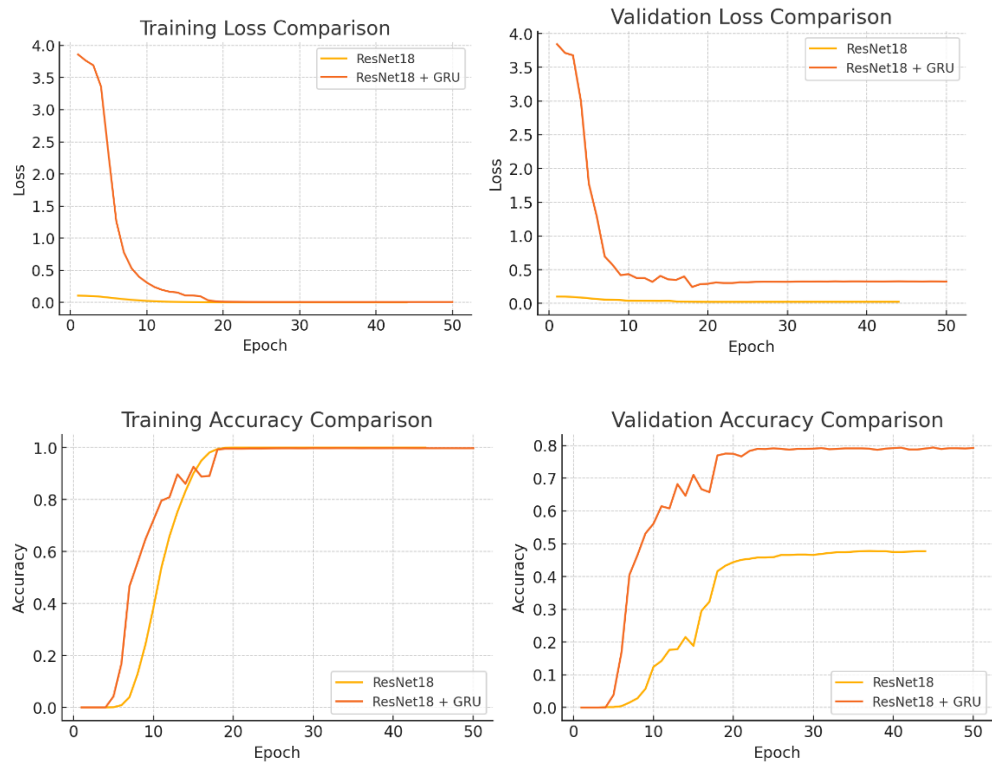 Training Loss Comparison
4.0
3.5
3.0
2.5
2.0
1.5
1.0
0.5
0.0
Loss
ResNet18
ResNet18 + GRU
0 10 20 30 40 50
Epoch
Validation Loss Comparison
4.0
3.5
3.0
2.5
2.0
1.5
1.0
0.5
0.0
Loss
ResNet18
ResNet18 + GRU
0 10 20 30 40 50
Epoch
Training Accuracy Comparison
1.0
0.8
0.6
0.4
0.2
0.0
Accuracy
ResNet18
ResNet18 + GRU
0 10 20 30 40 50
Epoch
Validation Accuracy Comparison
0.8
0.7
0.6
0.5
0.4
0.3
0.2
0.1
0.0
Accuracy
ResNet18
ResNet18 + GRU
0 10 20 30 40 50
Epoch